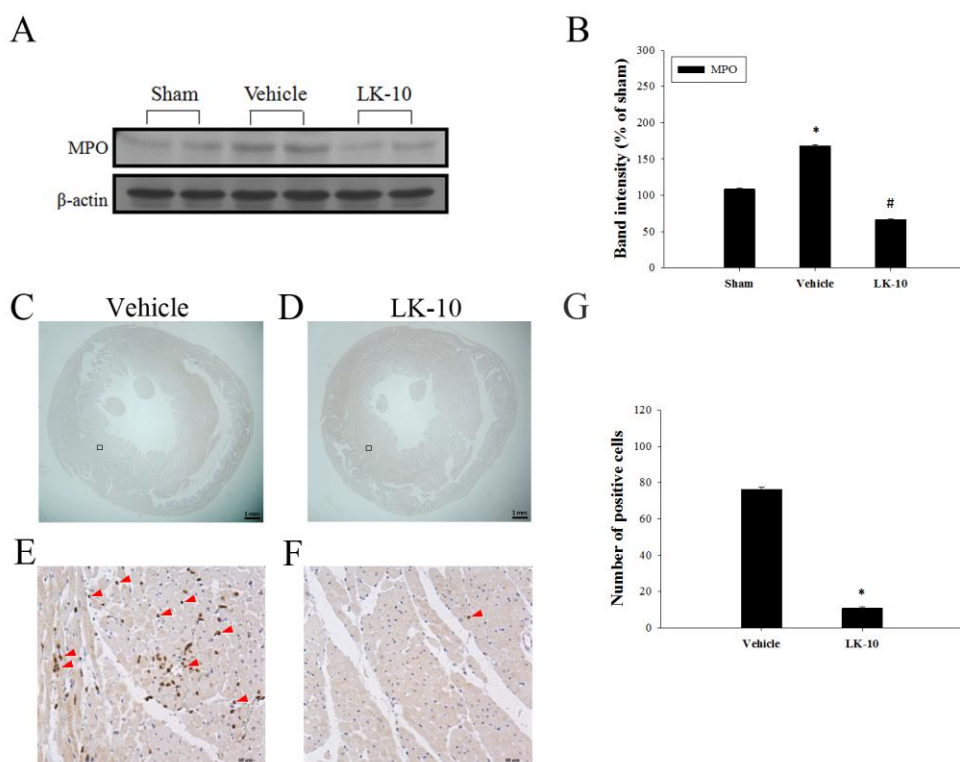 A
Sham Vehicle LK-10
MPO
β-actin
B
Band intensity (% of sham)
300
250
200
150
100
50
0
MPO
*
#
Sham Vehicle LK-10
C Vehicle
1 mm
D LK-10
1 mm
E
F
G
Number of positive cells
120
100
80
60
40
20
0
*
Vehicle LK-10